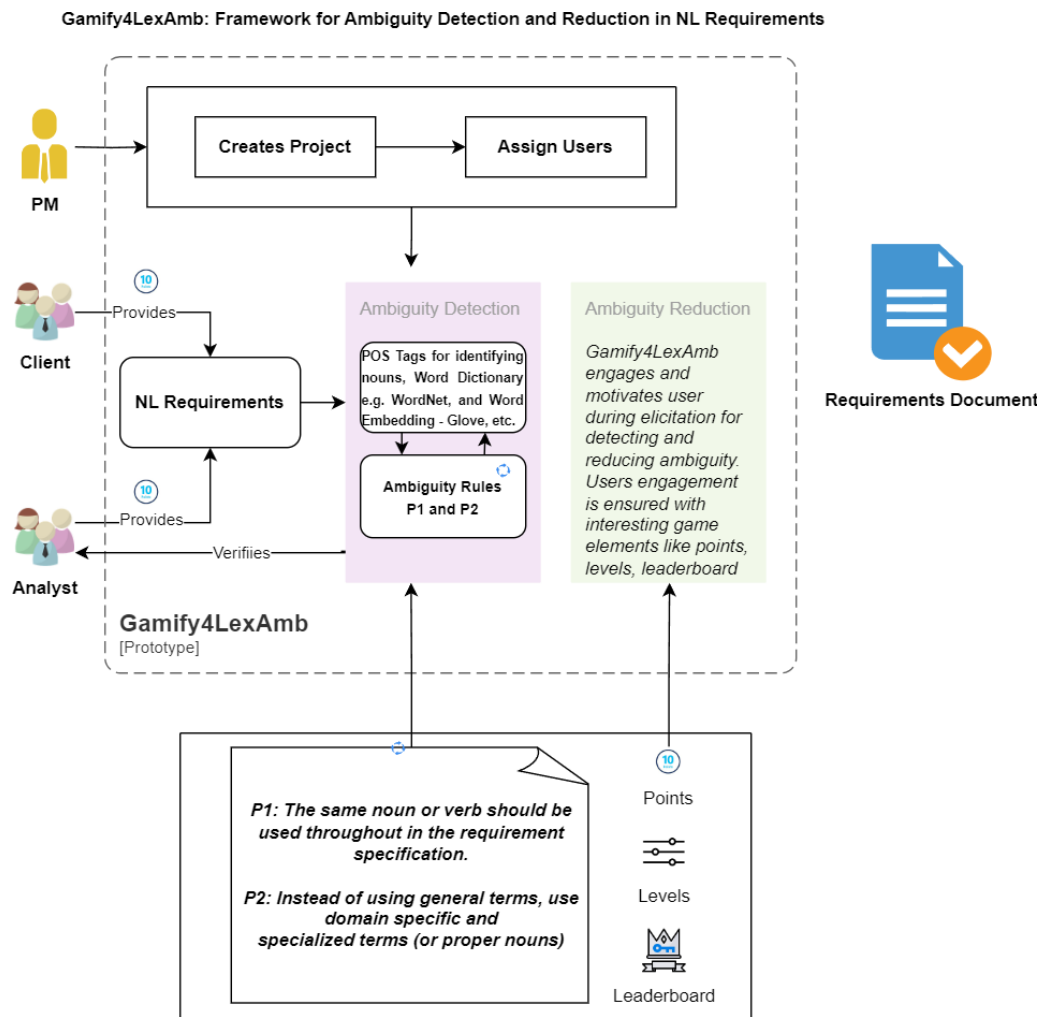 Gamify4LexAmb: Framework for Ambiguity Detection and Reduction in NL Requirements
PM
Creates Project
Assign Users
Client
10
Provides
NL Requirements
10
Provides
Analyst
Verifiies
Ambiguity Detection
POS Tags for identifying
nouns, Word Dictionary
e.g. WordNet, and Word
Embedding - Glove, etc.
Ambiguity Rules
P1 and P2
Ambiguity Reduction
Gamify4LexAmb
engages and
motivates user
during elicitation for
detecting and
reducing ambiguity.
Users engagement
is ensured with
interesting game
elements like points,
levels, leaderboard
Requirements Document
Gamify4LexAmb
[Prototype]
P1: The same noun or verb should be
used throughout in the requirement
specification.
P2: Instead of using general terms, use
domain specific and
specialized terms (or proper nouns)
10
Points
Levels
Leaderboard